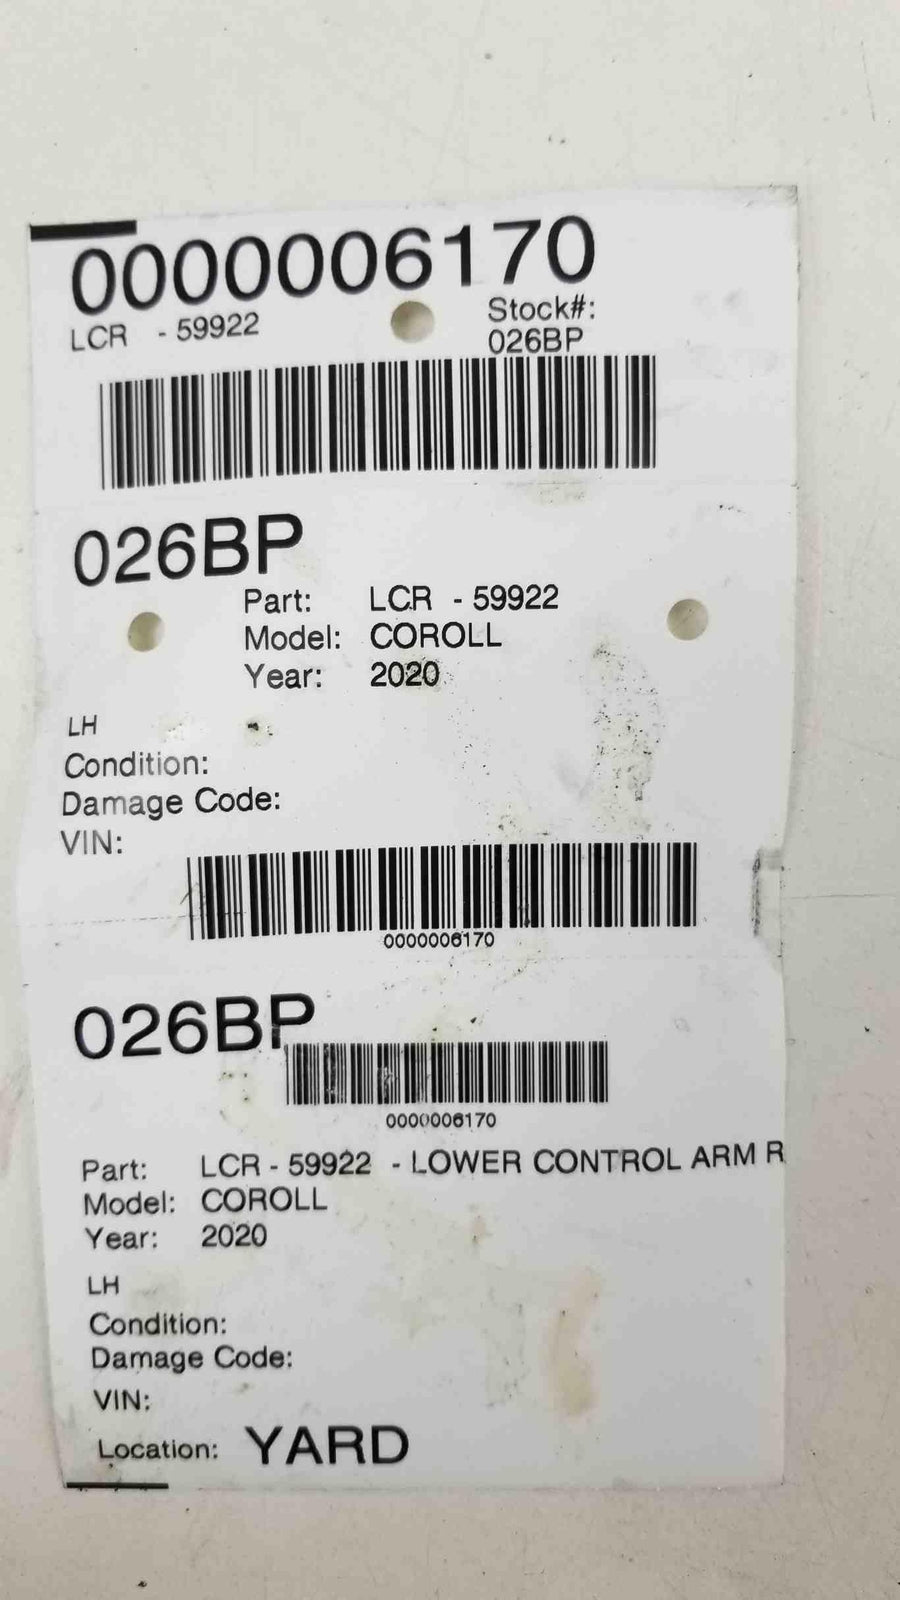 0000006170
LCR - 59922
Stock#:
026BP
026BP
Part: LCR - 59922
Model: COROLL
Year: 2020
LH
Condition:
Damage Code:
VIN:
0000006170
026BP
0000006170
Part: LCR - 59922 - LOWER CONTROL ARM R
Model: COROLL
Year: 2020
LH
Condition:
Damage Code:
VIN:
Location: YARD